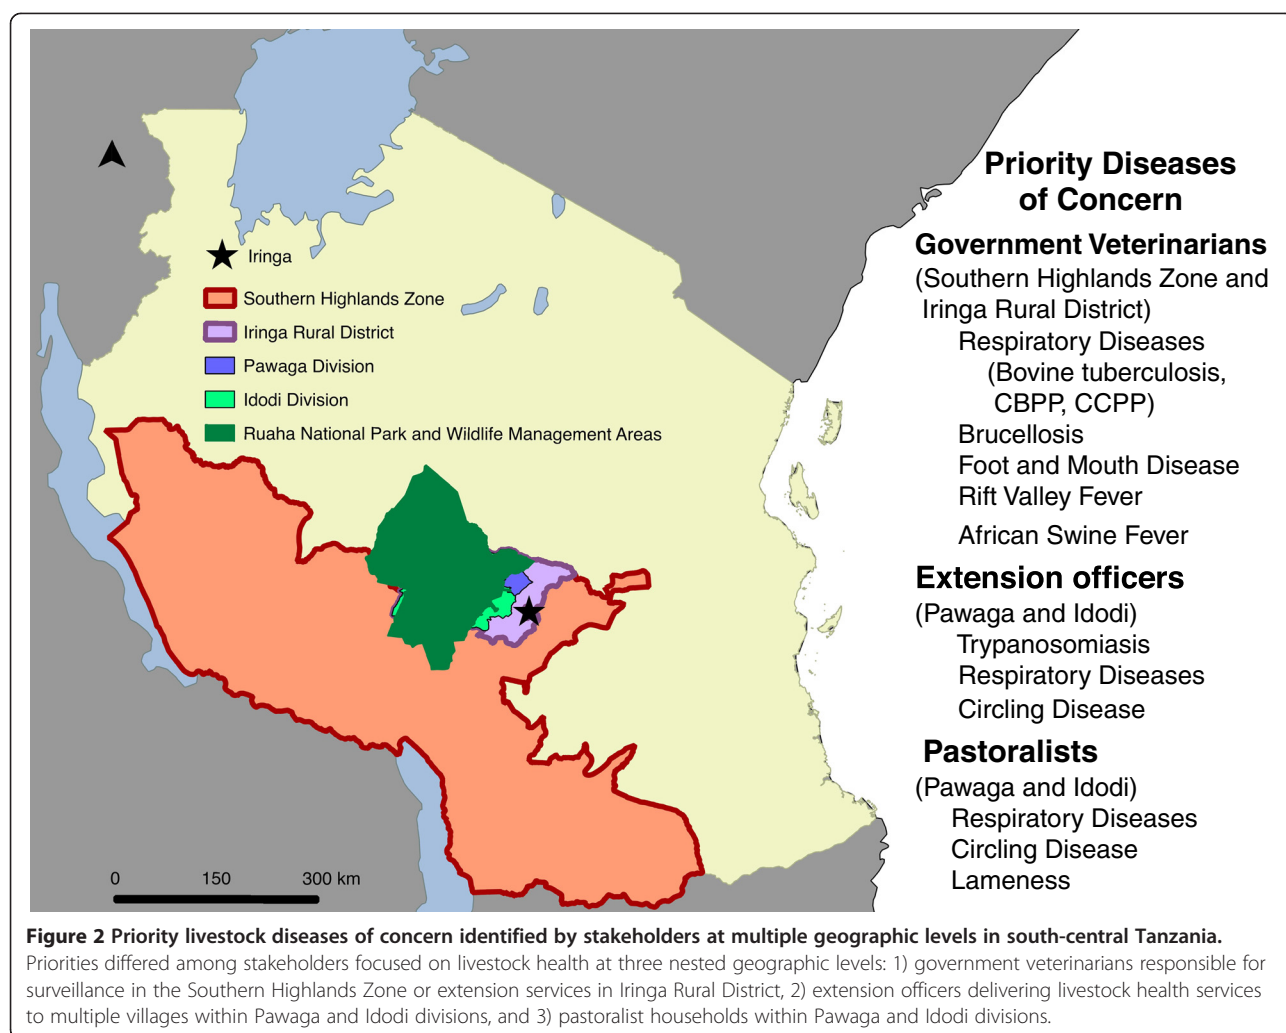 Iringa
Southern Highlands Zone
Iringa Rural District
Pawaga Division
Idodi Division
Ruaha National Park and Wildlife Management Areas
0 150 300 km
Priority Diseases
of Concern
Government Veterinarians
(Southern Highlands Zone and
Iringa Rural District)
Respiratory Diseases
(Bovine tuberculosis,
CBPP, CCPP)
Brucellosis
Foot and Mouth Disease
Rift Valley Fever
African Swine Fever
Extension officers
(Pawaga and Idodi)
Trypanosomiasis
Respiratory Diseases
Circling Disease
Pastoralists
(Pawaga and Idodi)
Respiratory Diseases
Circling Disease
Lameness
Figure 2 Priority livestock diseases of concern identified by stakeholders at multiple geographic levels in south-central Tanzania.
Priorities differed among stakeholders focused on livestock health at three nested geographic levels: 1) government veterinarians responsible for
surveillance in the Southern Highlands Zone or extension services in Iringa Rural District, 2) extension officers delivering livestock health services
to multiple villages within Pawaga and Idodi divisions, and 3) pastoralist households within Pawaga and Idodi divisions.